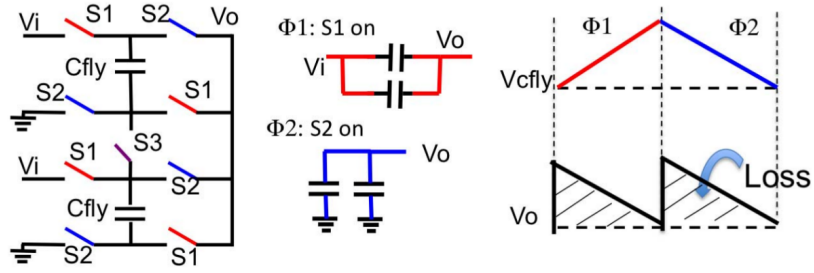 S1 S2 Vo
Vi
Cfly
S2 S1
S3
S1
Vi
S2
Cfly
S2 S1
Φ1: S1 on
Vo
Vi
Φ2: S2 on
Vo
Φ1 Φ2
Vcfly
Loss
Vo